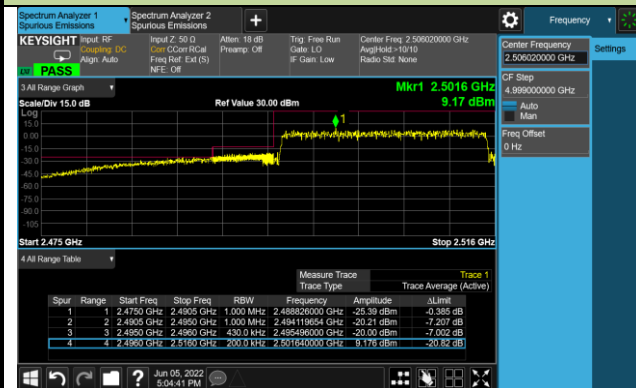 Spectrum Analyzer 1
Spurious Emissions
Spectrum Analyzer 2
Spurious Emissions
+
Frequency
KEYSIGHT
Input: RF
Coupling: DC
Align: Auto
Input Z: 50 Ω
Corr CCorr RCal
Freq Ref: Ext (S)
NFE: Off
Atten: 18 dB
Preamp: Off
Trig: Free Run
Gate: LO
IF Gain: Low
Center Freq: 2.506020000 GHz
Avg|Hold:>10/10
Radio Std: None
PASS
3 All Range Graph
Scale/Div 15.0 dB
Ref Value 30.00 dBm
Mkr1 2.5016 GHz
9.17 dBm
Log
15.0
0.00
-15.0
-30.0
-45.0
-60.0
-75.0
-90.0
-105
1
Start 2.475 GHz
Stop 2.516 GHz
4 All Range Table
Measure Trace Trace 1
Trace Type Trace Average (Active)
Spur Range Start Freq Stop Freq RBW Frequency Amplitude ΔLimit
1 1 2.4750 GHz 2.4905 GHz 1.000 MHz 2.488826000 GHz -25.39 dBm -0.385 dB
2 2 2.4905 GHz 2.4950 GHz 1.000 MHz 2.494119654 GHz -20.21 dBm -7.207 dB
3 3 2.4950 GHz 2.4960 GHz 430.0 kHz 2.495496000 GHz -20.00 dBm -7.002 dB
4 4 2.4960 GHz 2.5160 GHz 200.0 kHz 2.501640000 GHz 9.176 dBm -20.82 dB
Center Frequency
2.506020000 GHz
Settings
CF Step
4.999000000 GHz
Auto
Man
Freq Offset
0 Hz
?
Jun 05, 2022
5:04:41 PM